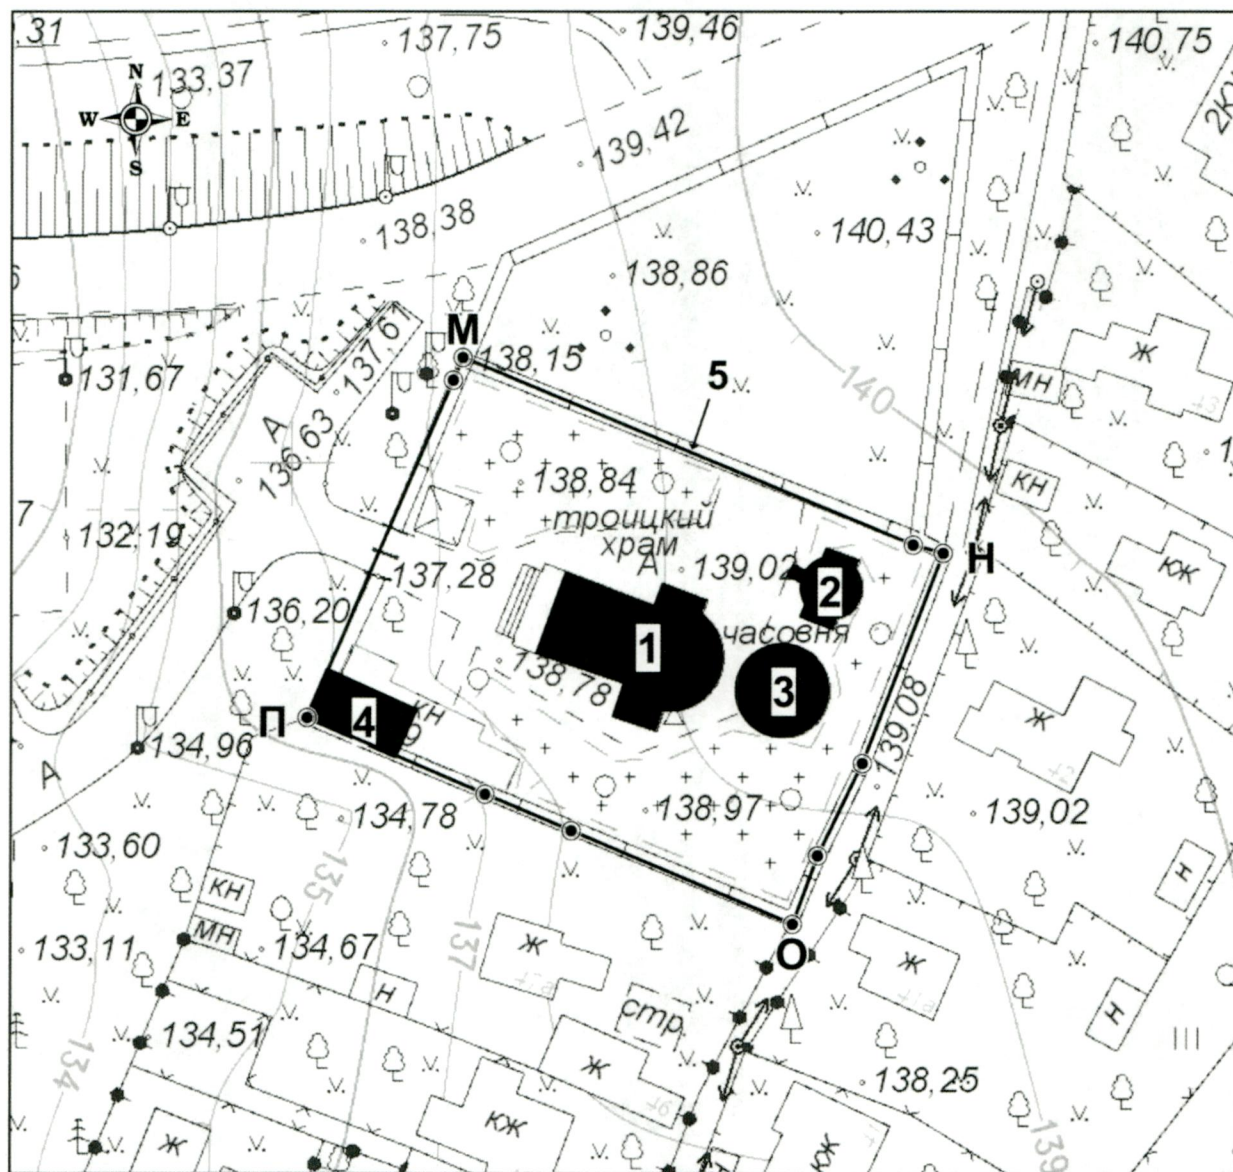 ,31
137,75
139,46
140,75
133,37
N
W E
S
2КЖ
139,42
138,38
140,43
138,86
6
М
137,61
138,15
5
131,67
140
Ж
МН
А
136,63
138,84
троицкий
храм
А
КН
7
132,19
139,02
Н
137,28
2
КЖ
136,20
часовня
1
138,78
3
139,08
П
4
КН
Ж
134,96
А
134,78
138,97
139,02
133,60
135
КН
Н
МН
О
133,11
134,67
137
Ж
Ж
Н
стр.
Н
134,51
134
Ж
138,25
КЖ
Ж
КЖ
139
Н